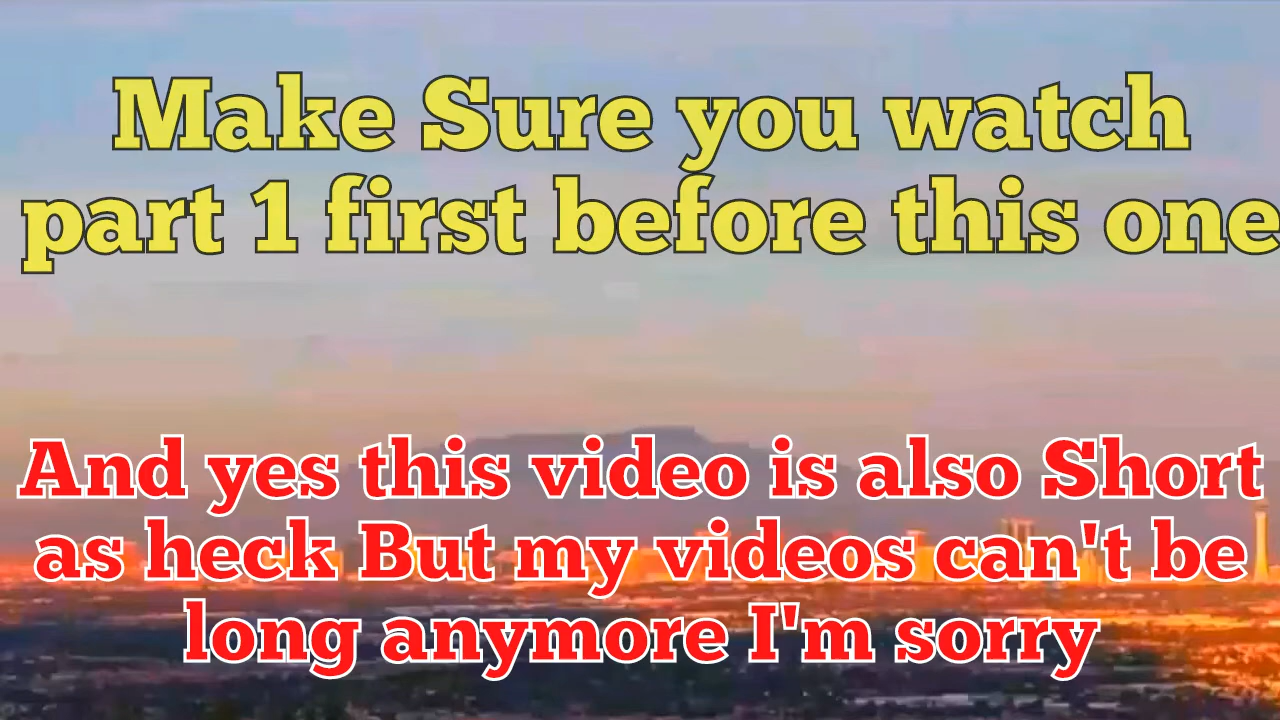 Make Sure you watch
part 1 first before this one
And yes this video is also Short
as heck But my videos can't be
long anymore I'm sorry